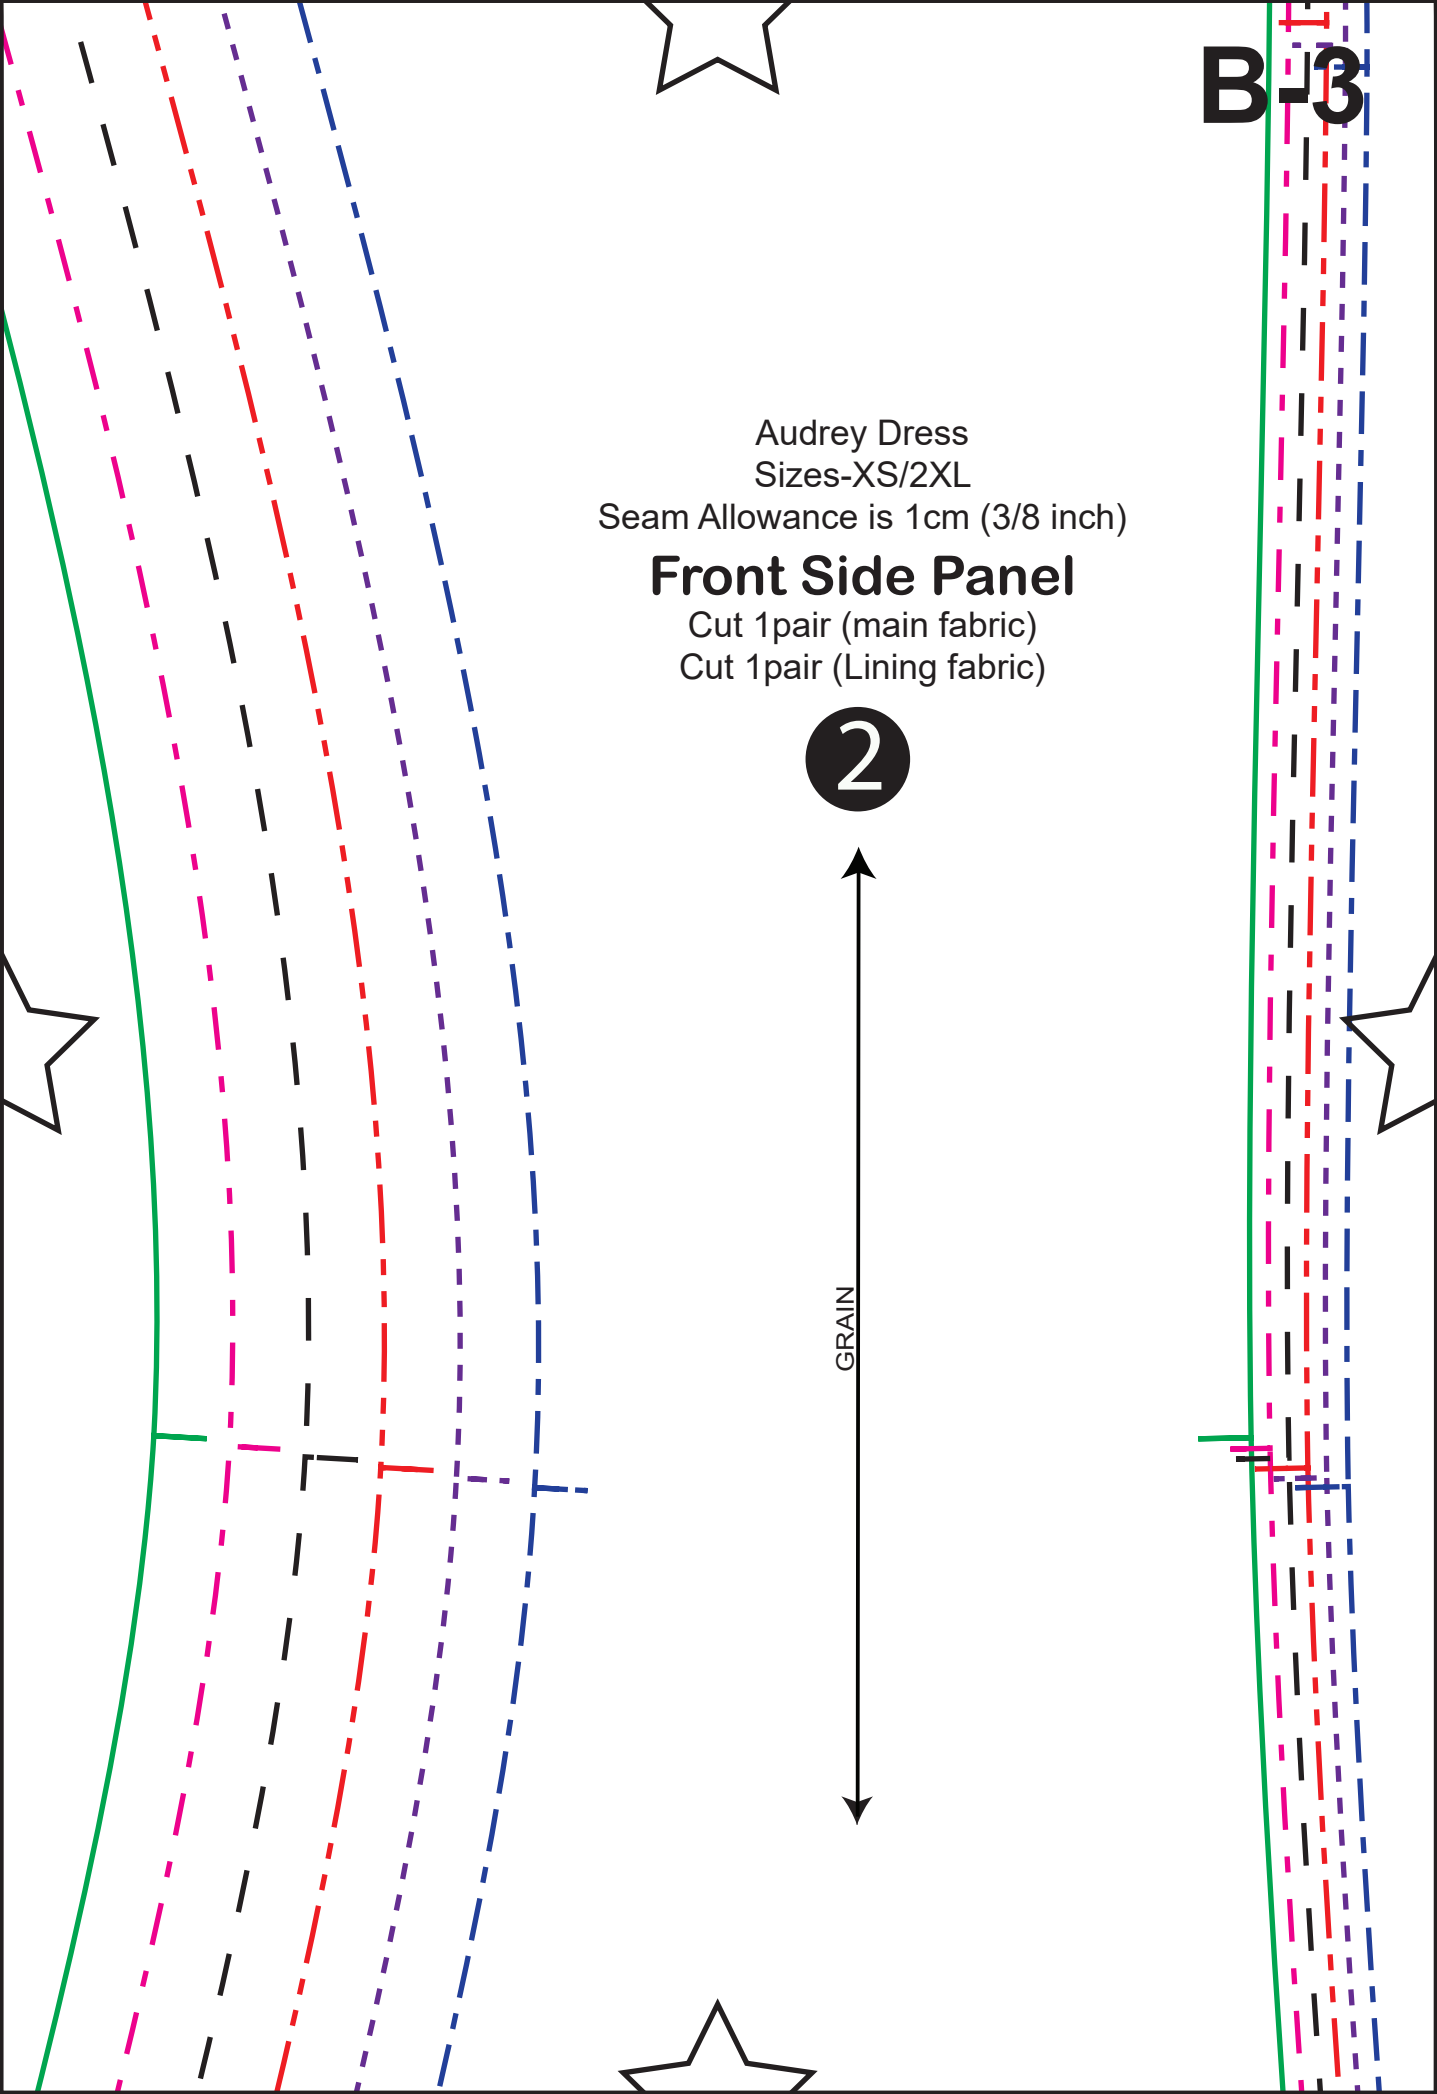 B-3
Audrey Dress
Sizes-XS/2XL
Seam Allowance is 1cm (3/8 inch)
Front Side Panel
Cut 1pair (main fabric)
Cut 1pair (Lining fabric)
2
GRAIN